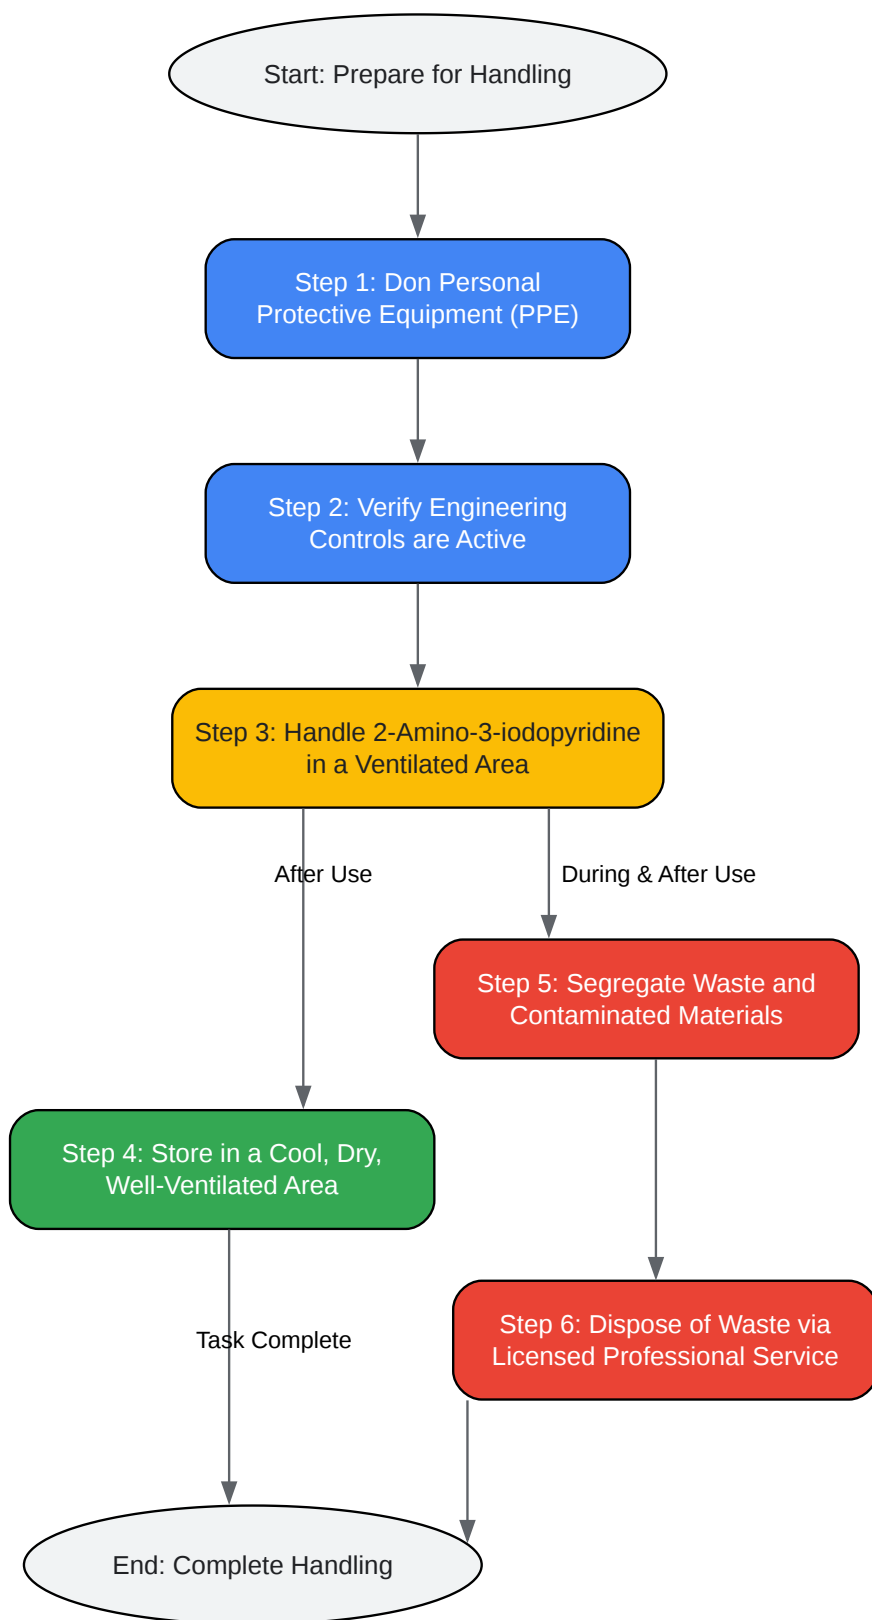 Start: Prepare for Handling
Step 1: Don Personal
Protective Equipment (PPE)
Step 2: Verify Engineering
Controls are Active
Step 3: Handle 2-Amino-3-iodopyridine
in a Ventilated Area
After Use
During & After Use
Step 5: Segregate Waste and
Contaminated Materials
Step 4: Store in a Cool, Dry,
Well-Ventilated Area
Step 6: Dispose of Waste via
Licensed Professional Service
Task Complete
End: Complete Handling